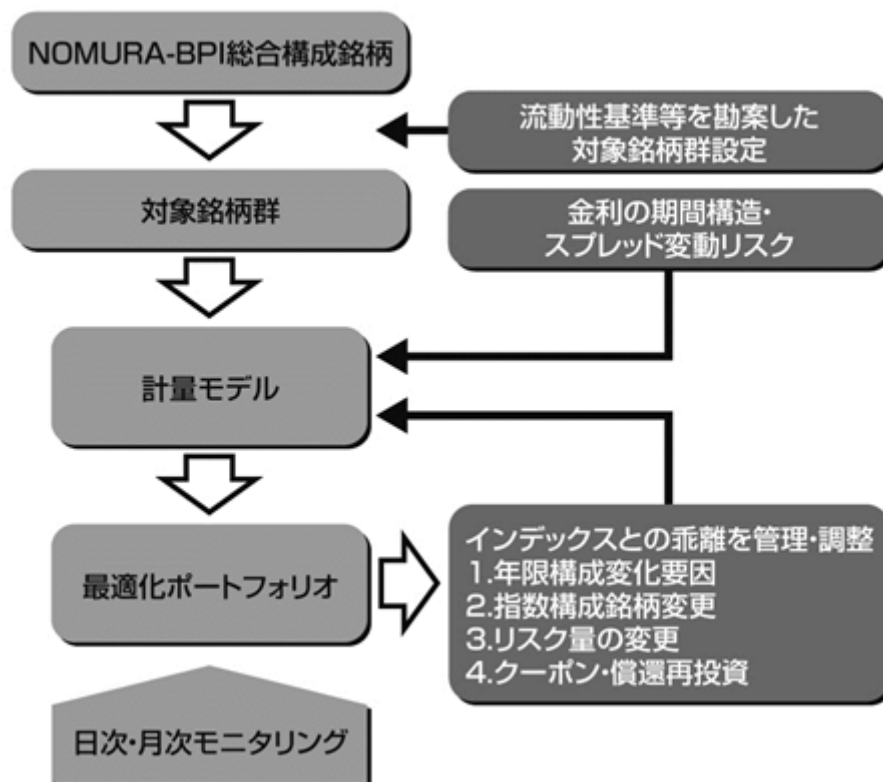 NOMURA-BPI総合構成銘柄
流動性基準等を勘案した
対象銘柄群設定
対象銘柄群
金利の期間構造・
スプレッド変動リスク
計量モデル
最適化ポートフォリオ
インデックスとの乖離を管理・調整
1.年限構成変化要因
2.指数構成銘柄変更
3.リスク量の変更
4.クーポン・償還再投資
日次・月次モニタリング